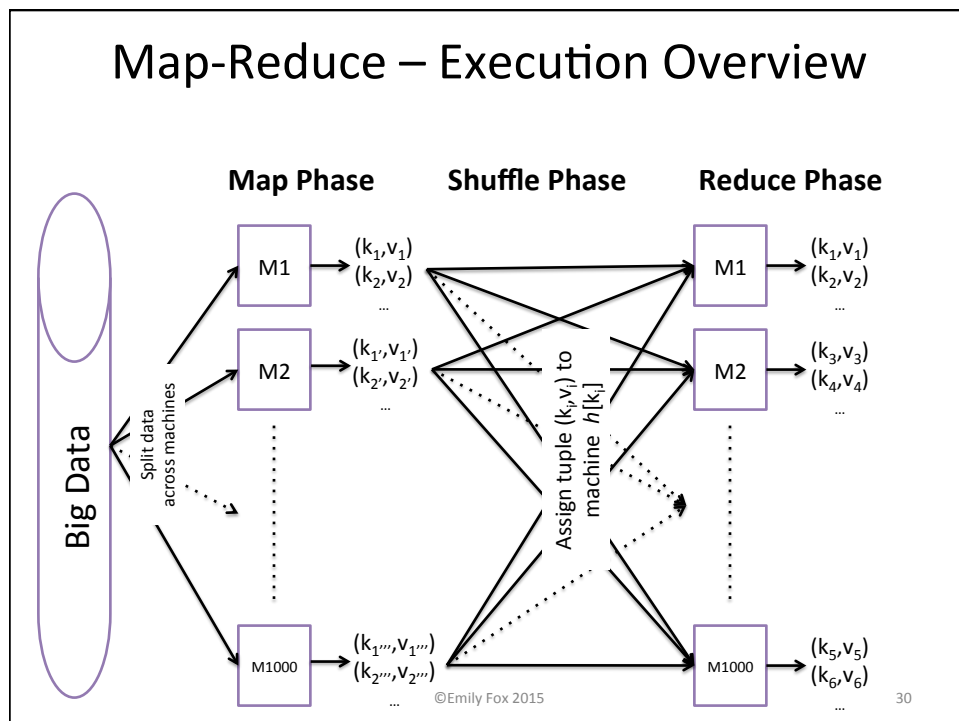 Map-Reduce – Execution Overview
Map Phase
Shuffle Phase
Reduce Phase
Big Data
Split data
across machines
M1
(k₁,v₁)
(k₂,v₂)
...
M2
(k₁′,v₁′)
(k₂′,v₂′)
...
M1000
(k₁‴,v₁‴)
(k₂‴,v₂‴)
...
Assign tuple (kᵢ,vᵢ) to
machine h[kᵢ]
M1
(k₁,v₁)
(k₂,v₂)
...
M2
(k₃,v₃)
(k₄,v₄)
...
M1000
(k₅,v₅)
(k₆,v₆)
...
©Emily Fox 2015
30